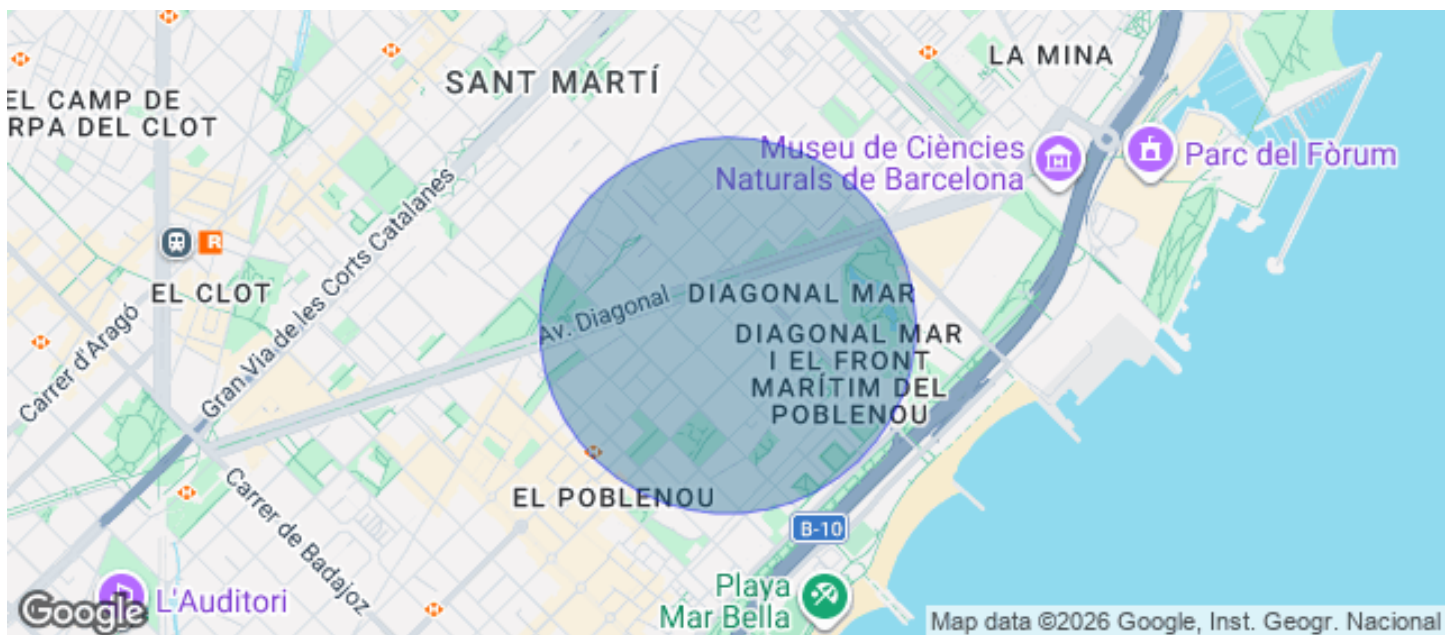 LA MINA
SANT MARTÍ
EL CAMP DE
RPA DEL CLOT
Museu de Ciències
Naturals de Barcelona
Parc del Fòrum
Gran Via de les Corts Catalanes
R
EL CLOT
Av. Diagonal
DIAGONAL MAR
Carrer d'Aragó
DIAGONAL MAR
I EL FRONT
MARÍTIM DEL
POBLENOU
EL POBLENOU
Carrer de Badajoz
B-10
Playa
Mar Bella
L'Auditori
Google
Map data ©2026 Google, Inst. Geogr. Nacional